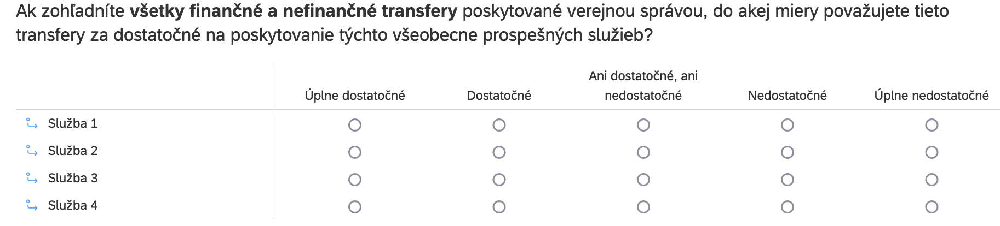 Ak zohľadníte všetky finančné a nefinančné transfery poskytované verejnou správou, do akej miery považujete tieto
transfery za dostatočné na poskytovanie týchto všeobecne prospešných služieb?
Úplne dostatočné
Dostatočné
Ani dostatočné, ani
nedostatočné
Nedostatočné
Úplne nedostatočné
Služba 1
Služba 2
Služba 3
Služba 4